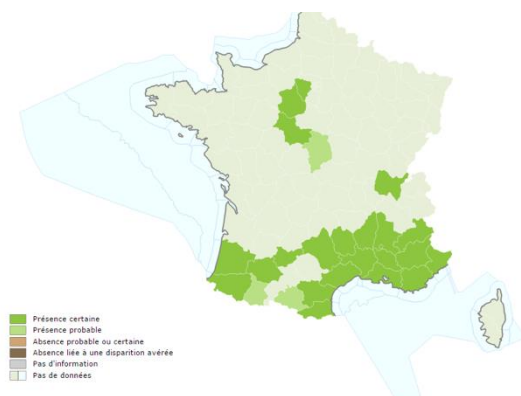 Présence certaine
Présence probable
Absence probable ou certaine
Absence liée à une disparition avérée
Pas d'information
Pas de données